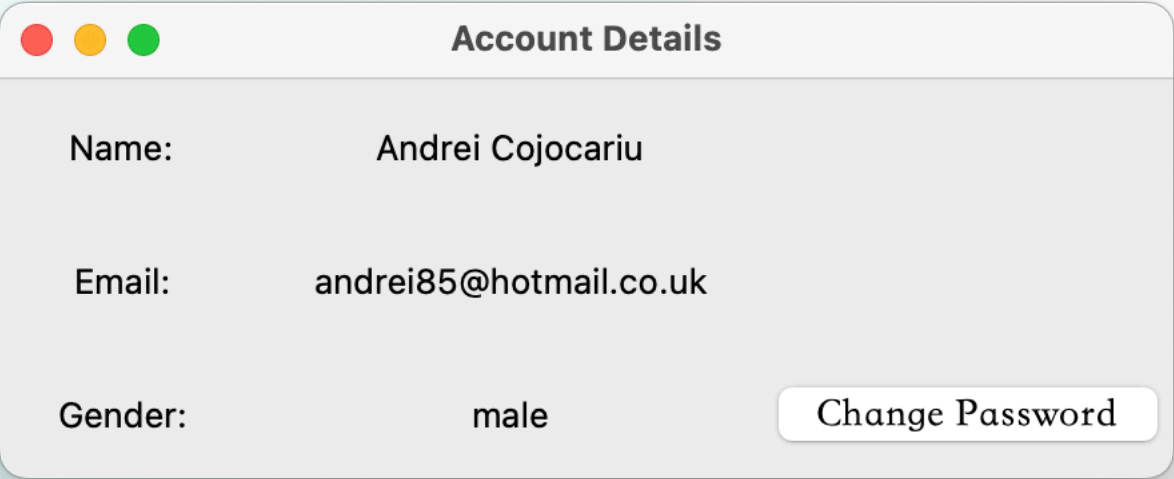 Account Details
Name: Andrei Cojocariu
Email: andrei85@hotmail.co.uk
Gender: male Change Password